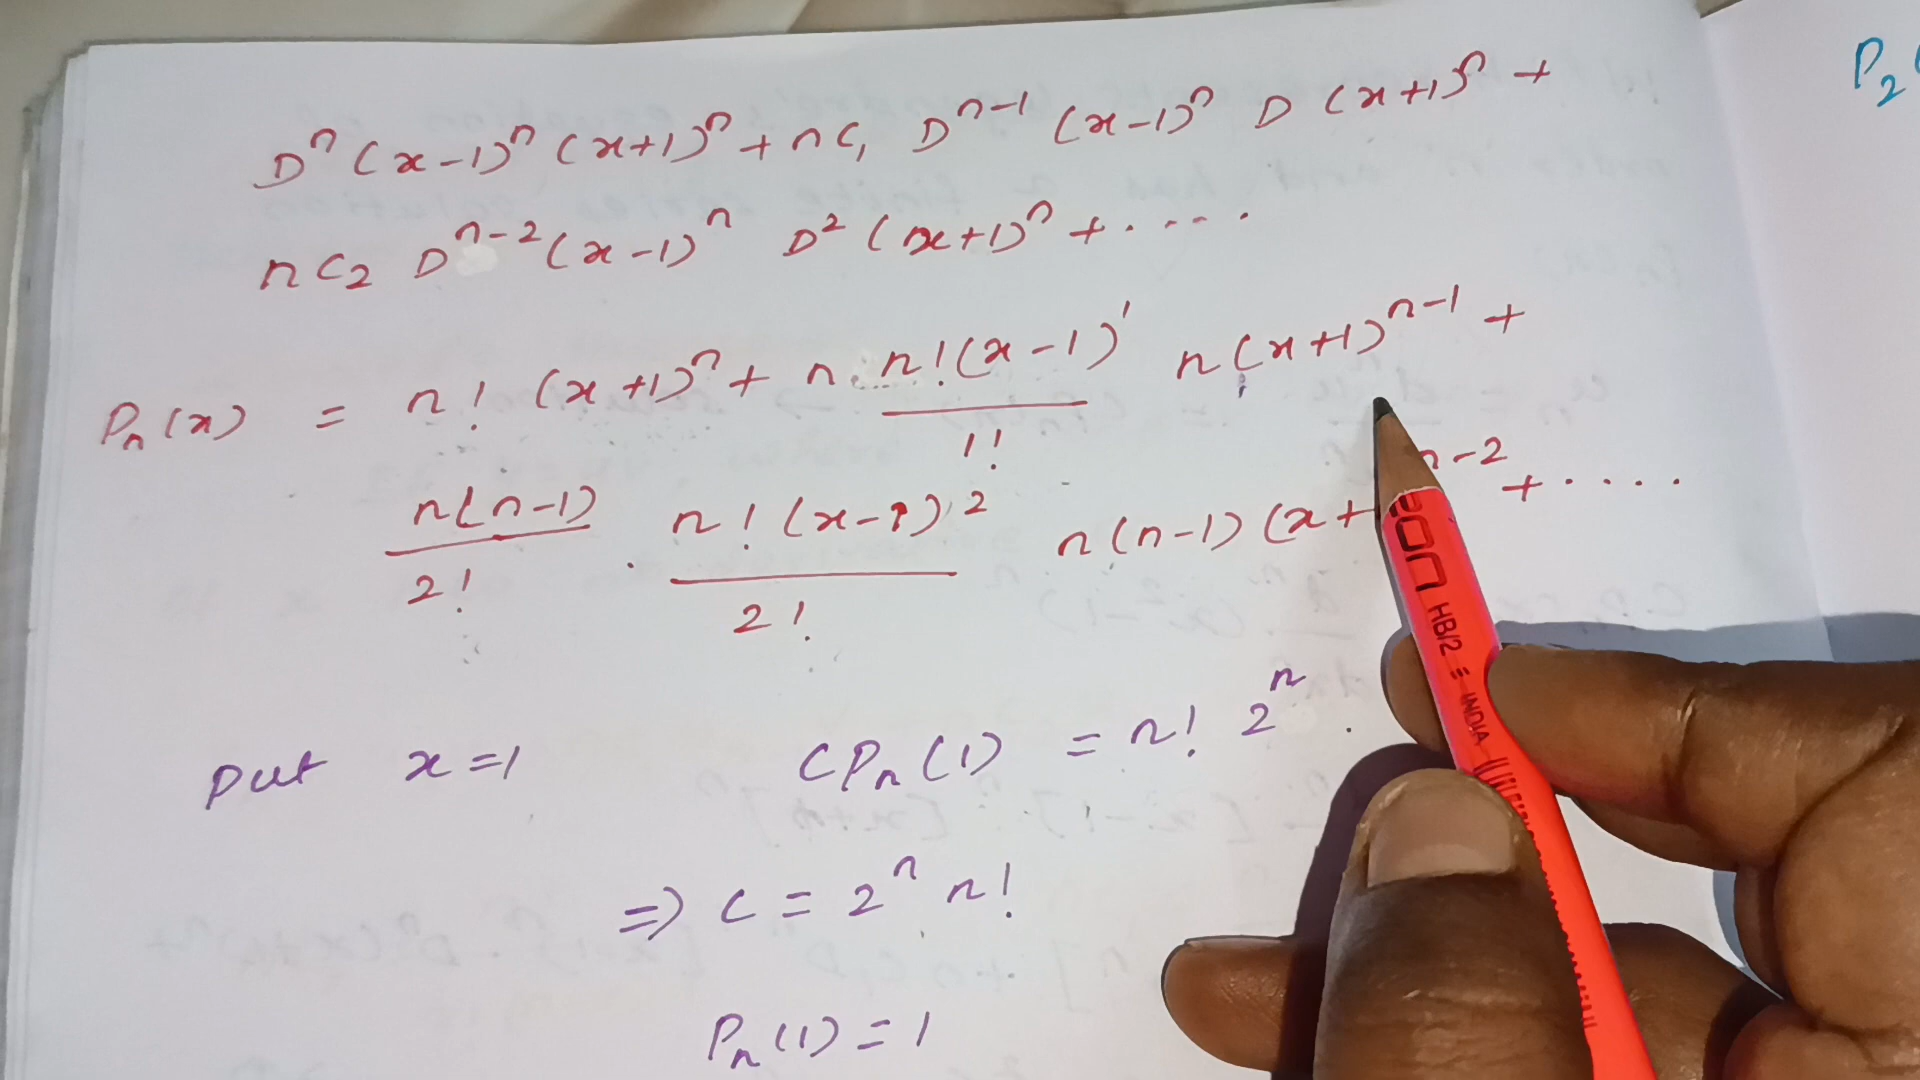 Dⁿ (x-1)ⁿ (x+1)ⁿ + nC₁ Dⁿ⁻¹ (x-1)ⁿ D (x+1)ⁿ +
P₂(
nC₂ Dⁿ⁻² (x-1)ⁿ D² (x+1)ⁿ + . . . .
Pₙ(x) = n! (x+1)ⁿ + n. n!(x-1)¹/1! n(x+1)ⁿ⁻¹ +
n(n-1)/2! . n!(x-1)²/2! n(n-1) (x+ n-2 + . . . .
put x=1 CPₙ(1) = n! 2ⁿ.
⇒ C = 2ⁿ n!
Pₙ(1) = 1
HB/2 ≡ INDIA